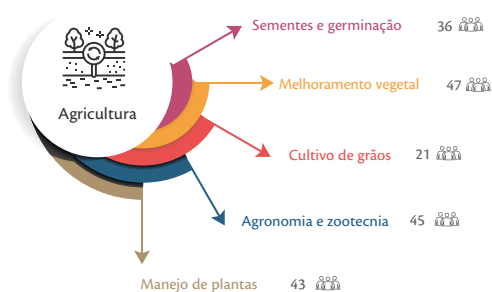 Sementes e germinação 36
Melhoramento vegetal 47
Agricultura
Cultivo de grãos 21
Agronomia e zootecnia 45
Manejo de plantas 43